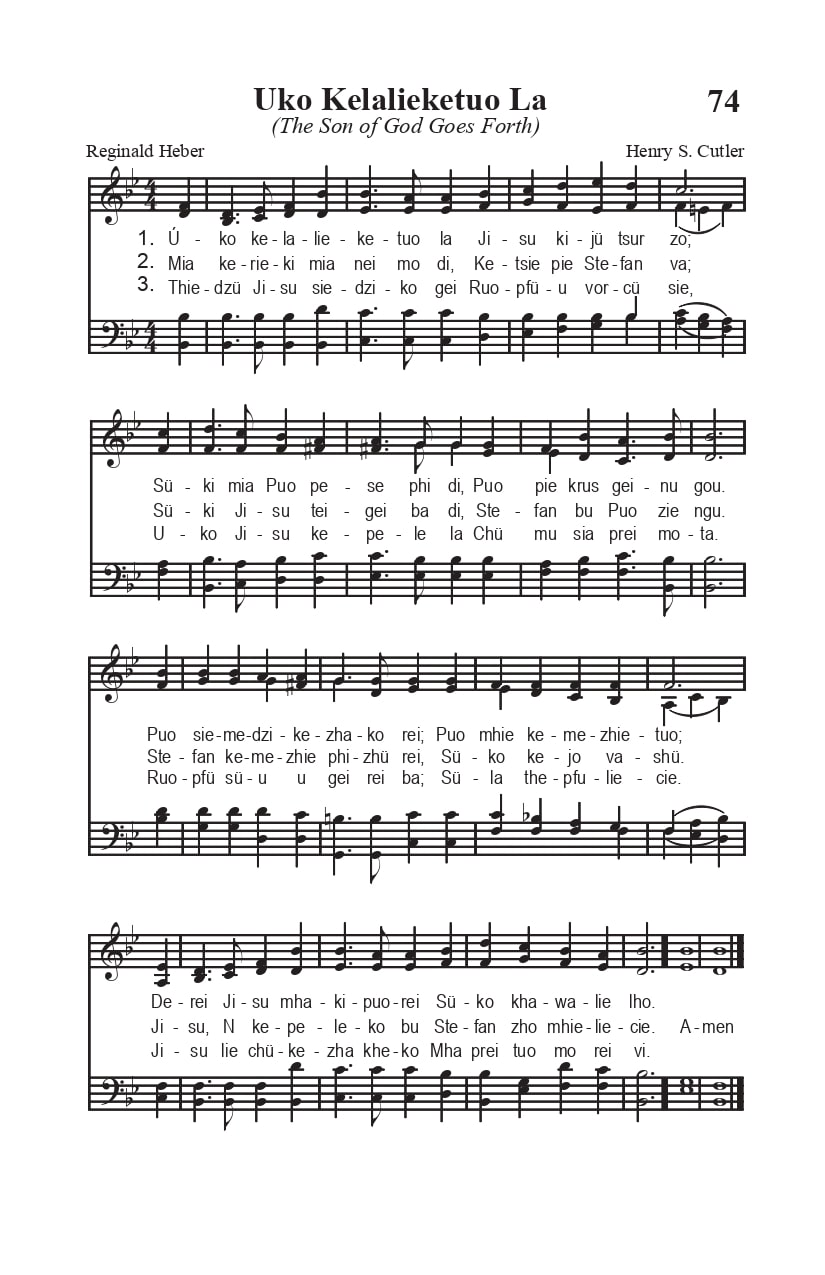 Uko Kelalieketuo La
74
(The Son of God Goes Forth)
Reginald Heber
Henry S. Cutler
1. Ú - ko ke - la - lie - ke - tuo la Ji - su ki - jü tsur zo;
2. Mia ke - rie - ki mia nei mo di, Ke - tsie pie Ste - fan va;
3. Thie - dzü Ji - su sie - dzi - ko gei Ruo - pfü - u vor - cü sie,
Sü - ki mia Puo pe - se phi di, Puo pie krus gei - nu gou.
Sü - ki Ji - su tei - gei ba di, Ste - fan bu Puo zie ngu.
U - ko Ji - su ke - pe - le la Chü mu sia prei mo - ta.
Puo sie - me - dzi - ke - zha - ko rei; Puo mhie ke - me - zhie - tuo;
Ste - fan ke - me - zhie phi - zhü rei, Sü - ko ke - jo va - shü.
Ruo - pfü sü - u u gei rei ba; Sü - la the - pfu - lie - cie.
De - rei Ji - su mha - ki - puo - rei Sü - ko kha - wa - lie lho.
Ji - su, N ke - pe - le - ko bu Ste - fan zho mhie - lie - cie. A - men
Ji - su lie chü - ke - zha khe - ko Mha prei tuo mo rei vi.